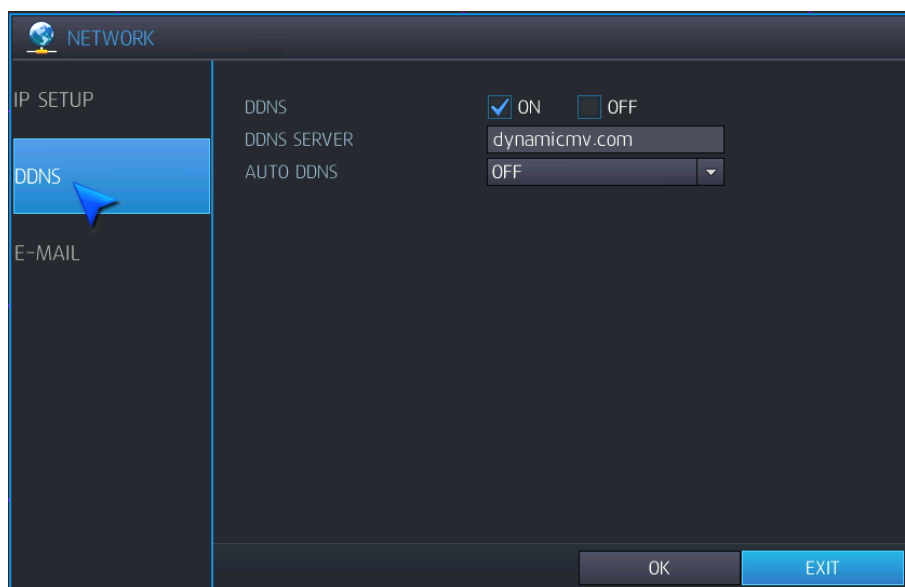 NETWORK
IP SETUP
DDNS
E-MAIL
DDNS ON OFF
DDNS SERVER dynamicmv.com
AUTO DDNS OFF
OK EXIT